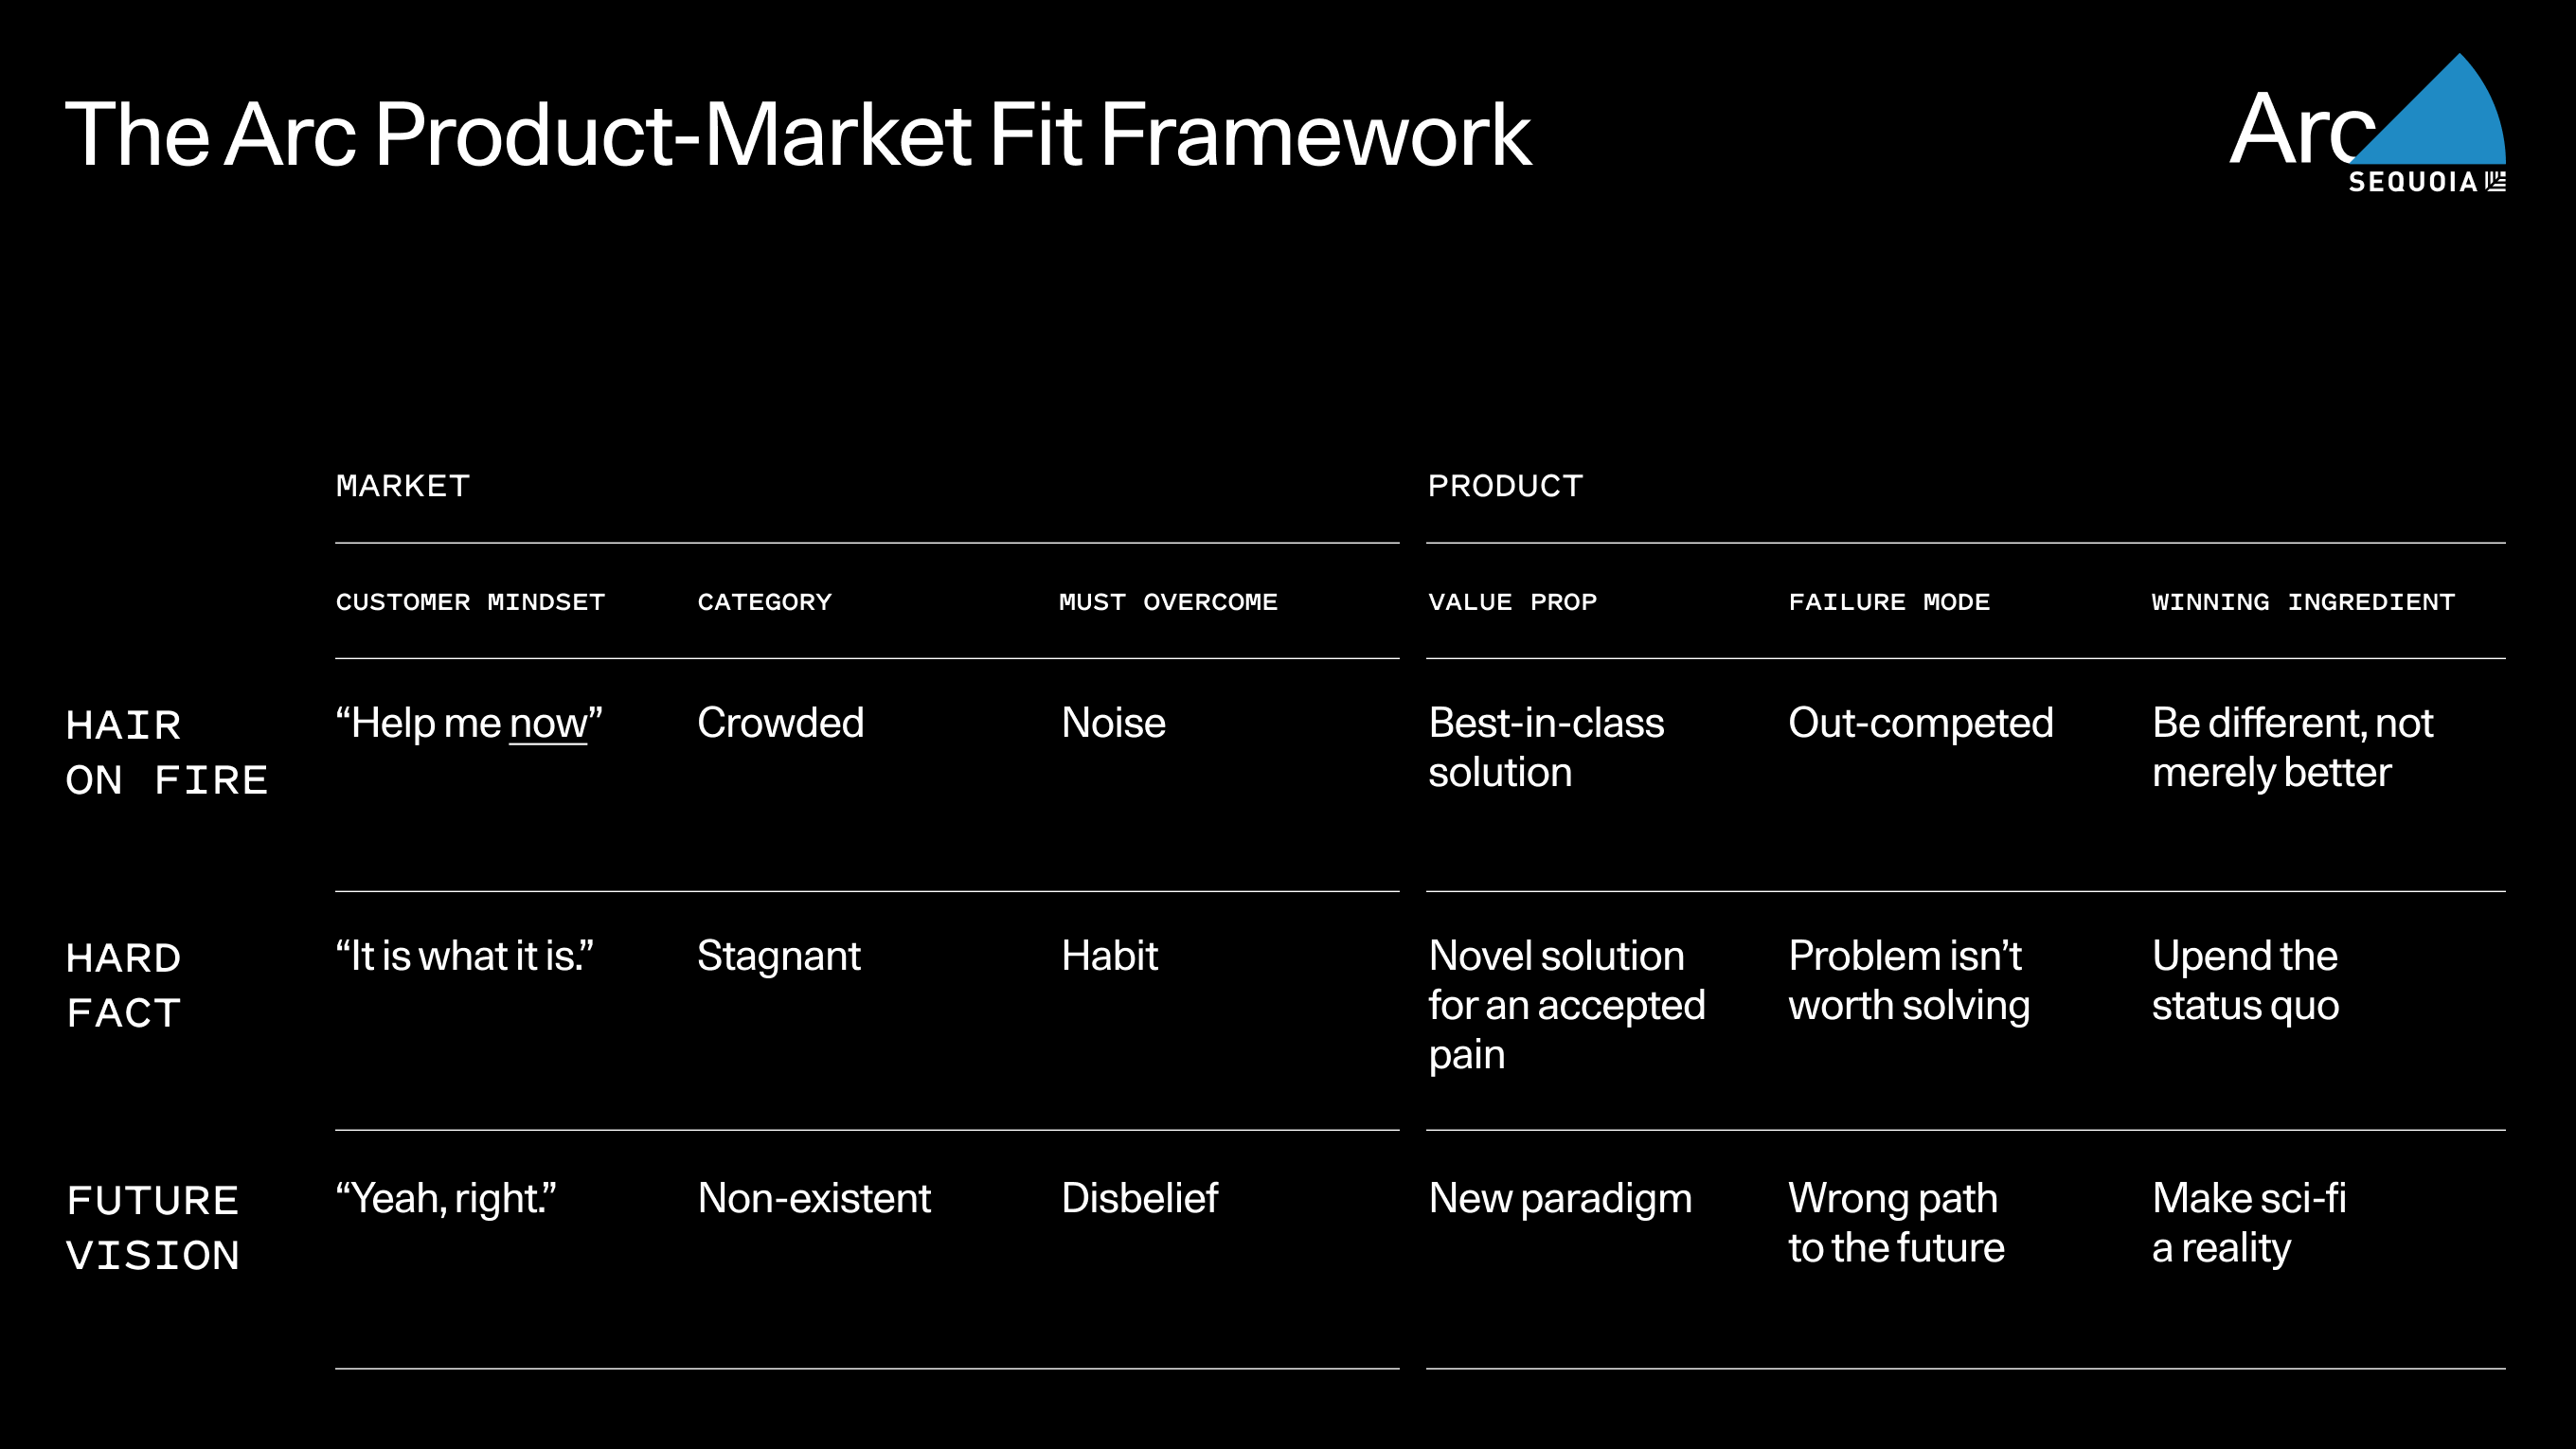 The Arc Product-Market Fit Framework
Arc
SEQUOIA
MARKET
PRODUCT
CUSTOMER MINDSET
CATEGORY
MUST OVERCOME
VALUE PROP
FAILURE MODE
WINNING INGREDIENT
HAIR
ON FIRE
“Help me now”
Crowded
Noise
Best-in-class
solution
Out-competed
Be different, not
merely better
HARD
FACT
“It is what it is.”
Stagnant
Habit
Novel solution
for an accepted
pain
Problem isn’t
worth solving
Upend the
status quo
FUTURE
VISION
“Yeah, right.”
Non-existent
Disbelief
New paradigm
Wrong path
to the future
Make sci-fi
a reality